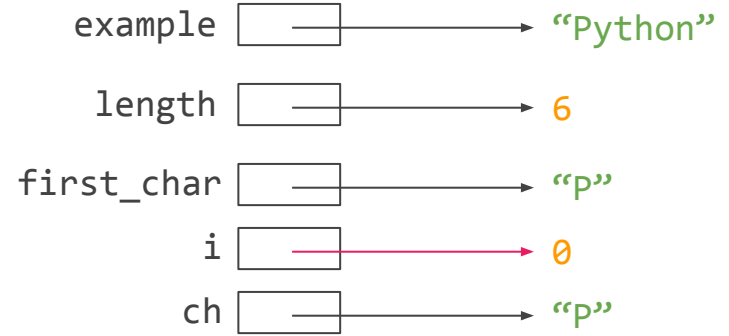 example “Python”
length 6
first_char “P”
i 0
ch “P”